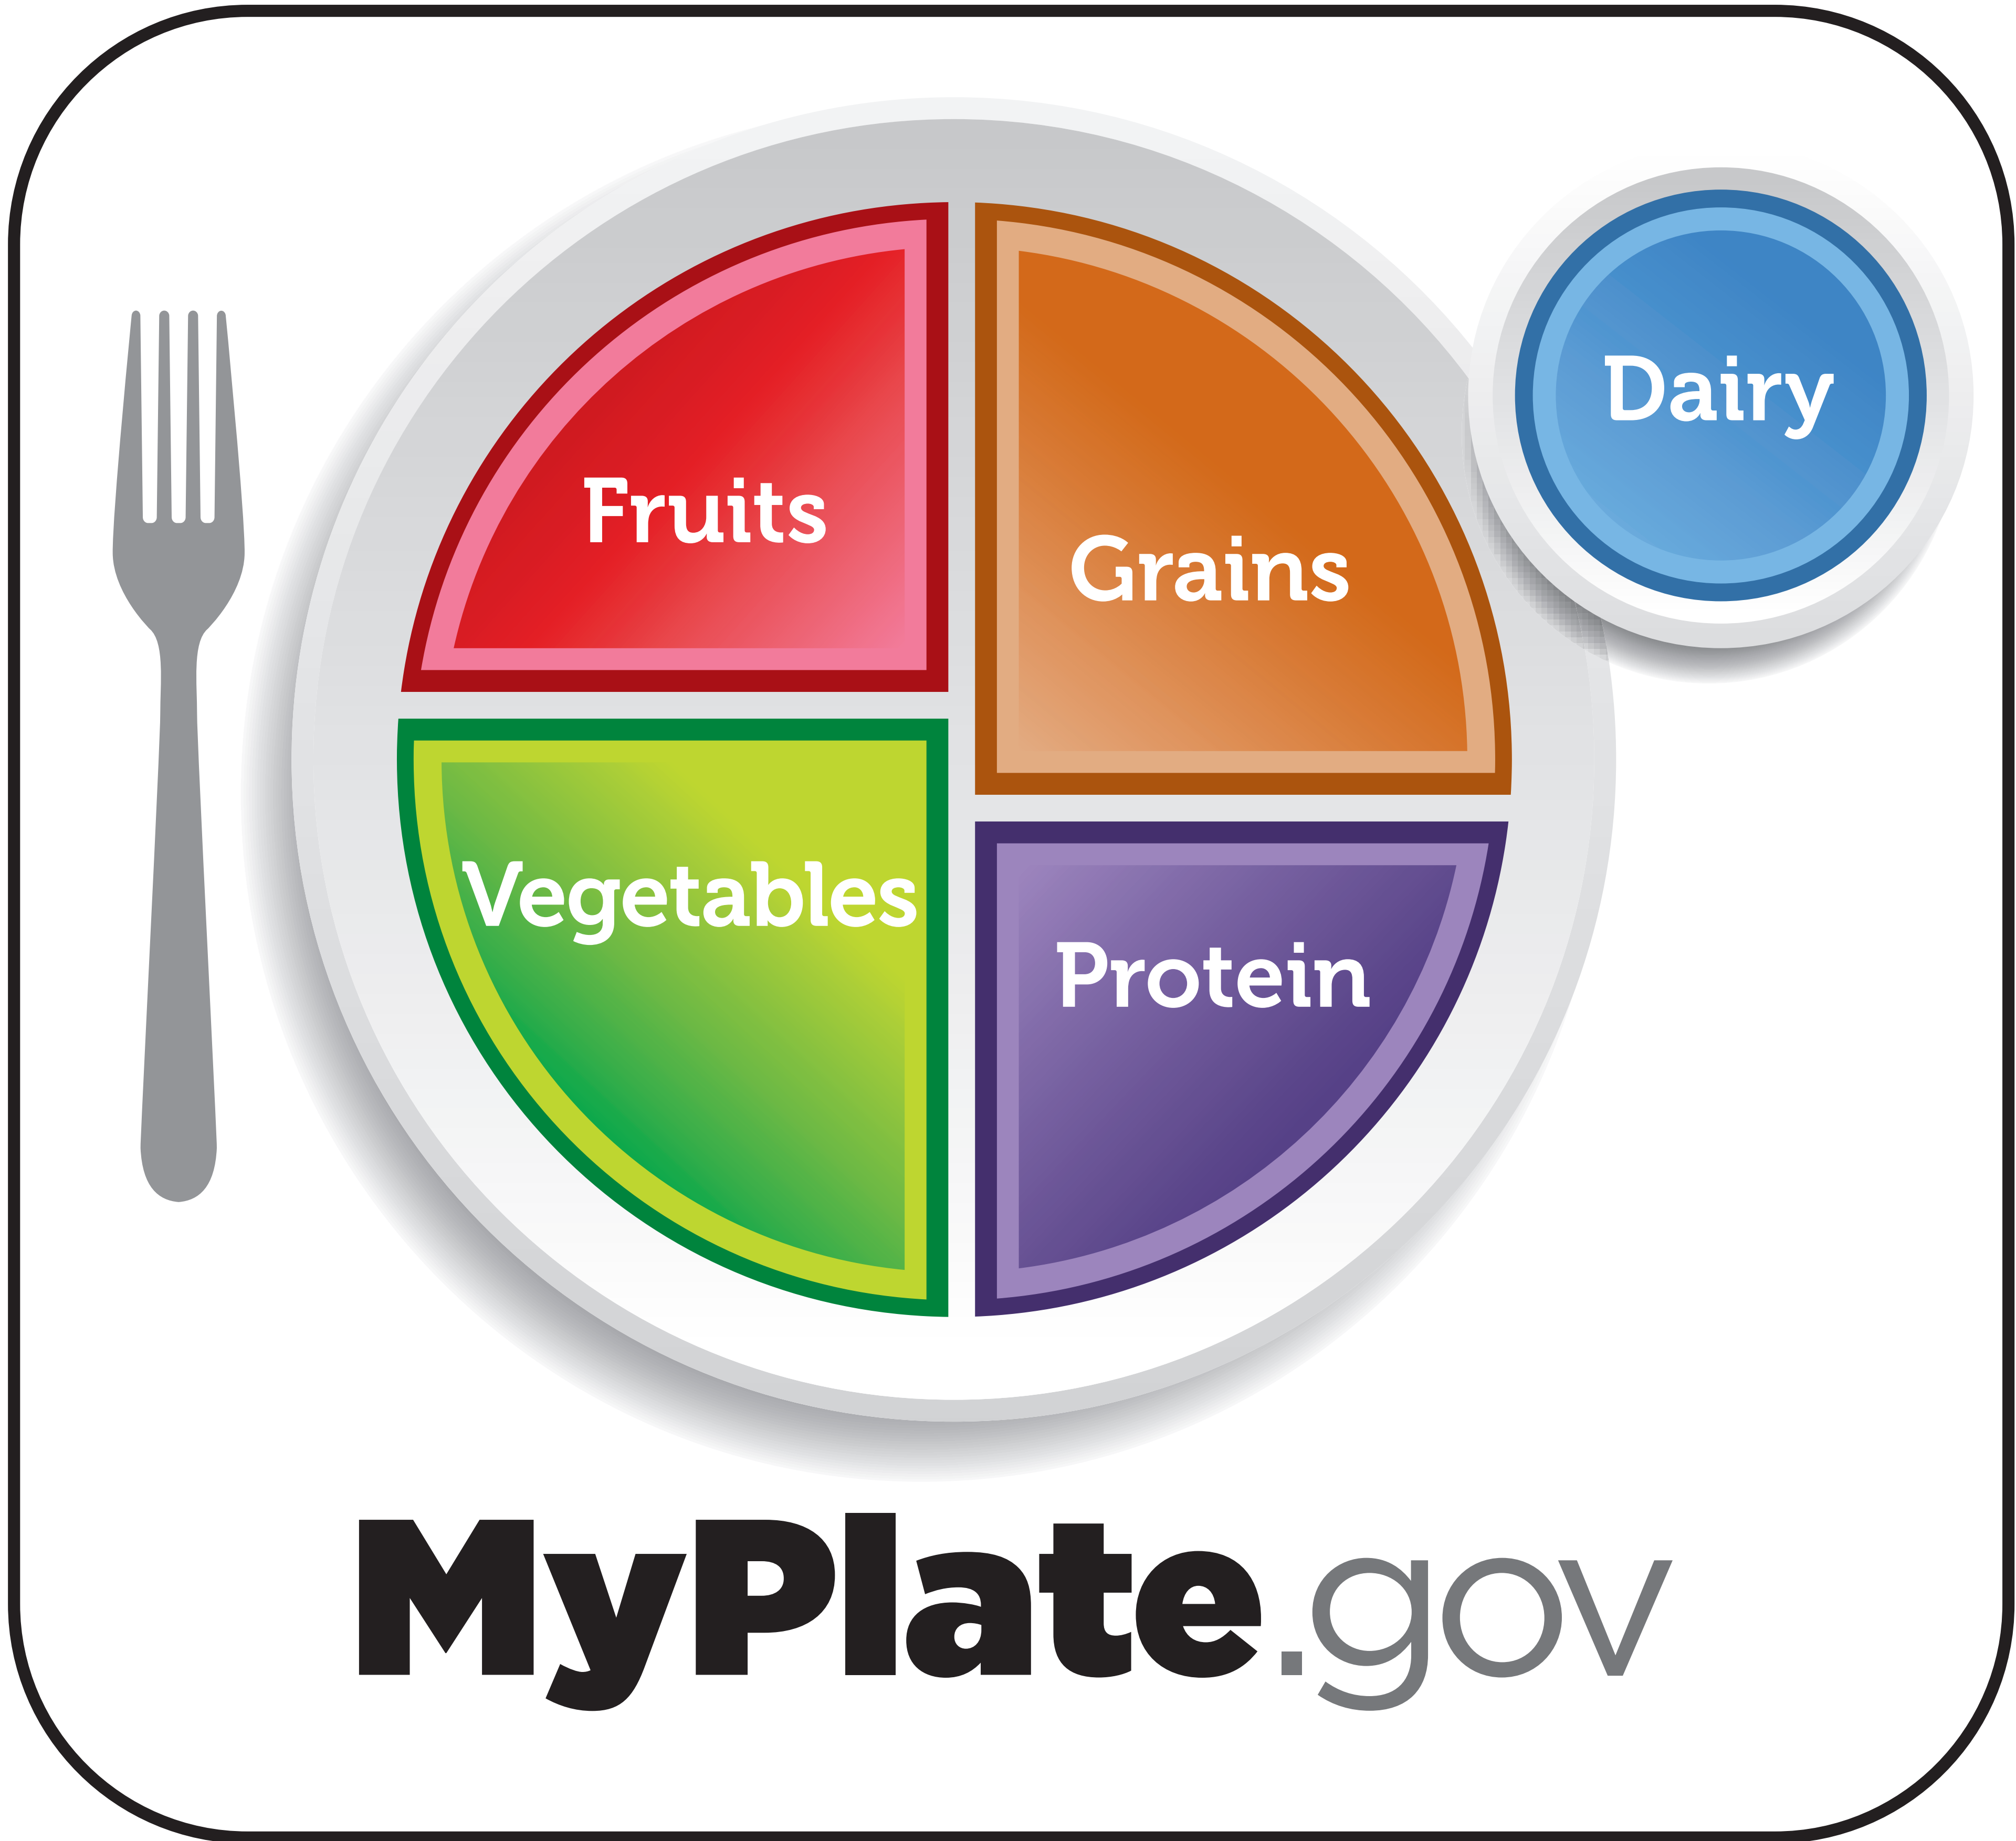 Fruits
Grains
Dairy
Vegetables
Protein
MyPlate.gov